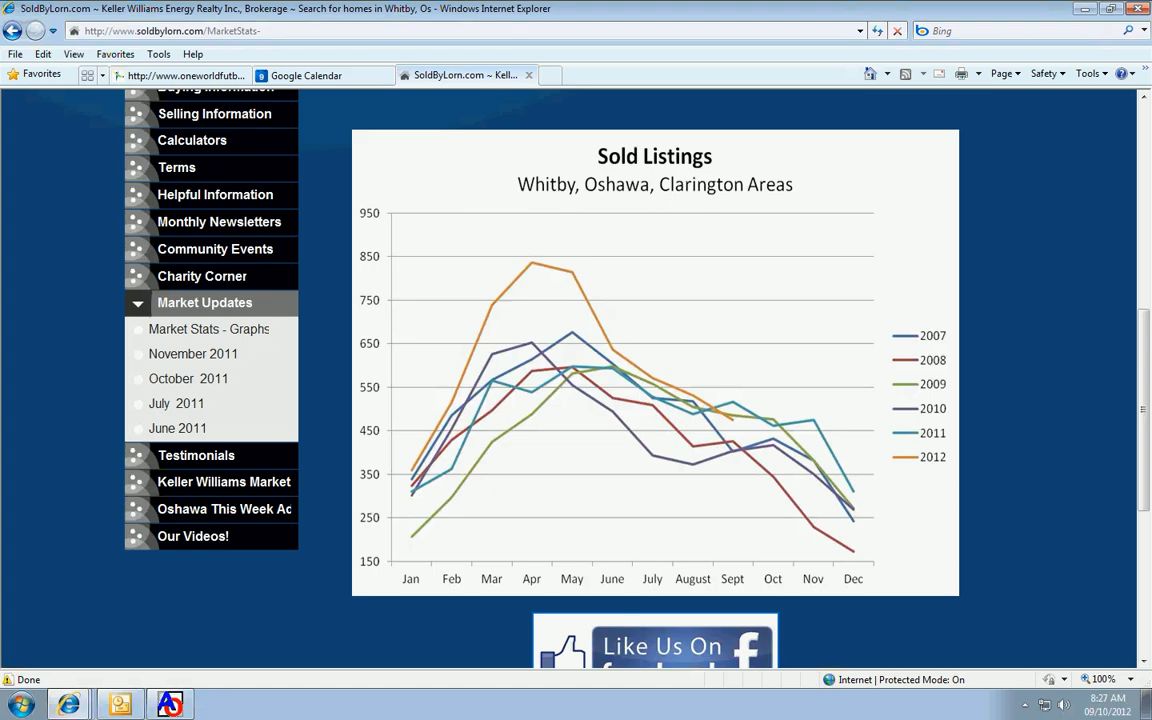 SoldByLorn.com ~ Keller Williams Energy Realty Inc., Brokerage ~ Search for homes in Whitby, Os - Windows Internet Explorer
http://www.soldbylorn.com/MarketStats-
Bing
File Edit View Favorites Tools Help
Favorites
http://www.oneworldfutb...
9 Google Calendar
SoldByLorn.com ~ Kell...
Page
Safety
Tools
Buying Information
Selling Information
Calculators
Terms
Helpful Information
Monthly Newsletters
Community Events
Charity Corner
Market Updates
Market Stats - Graphs
November 2011
October 2011
July 2011
June 2011
Testimonials
Keller Williams Market
Oshawa This Week Ad
Our Videos!
Sold Listings
Whitby, Oshawa, Clarington Areas
950
850
750
650
550
450
350
250
150
Jan Feb Mar Apr May June July August Sept Oct Nov Dec
2007
2008
2009
2010
2011
2012
Like Us On
f
Done
Internet | Protected Mode: On
100%
8:27 AM
09/10/2012